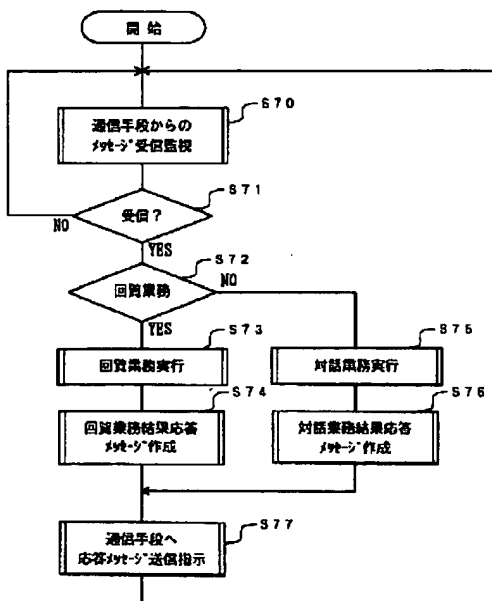 開始
S70
通信手段からの
ﾒｯｾｰｼﾞ受信監視
S71
受信？
NO
YES
S72
回覧業務
NO
YES
S73
回覧業務実行
S75
対話業務実行
S74
回覧業務結果応答
ﾒｯｾｰｼﾞ作成
S76
対話業務結果応答
ﾒｯｾｰｼﾞ作成
S77
通信手段へ
応答ﾒｯｾｰｼﾞ送信指示